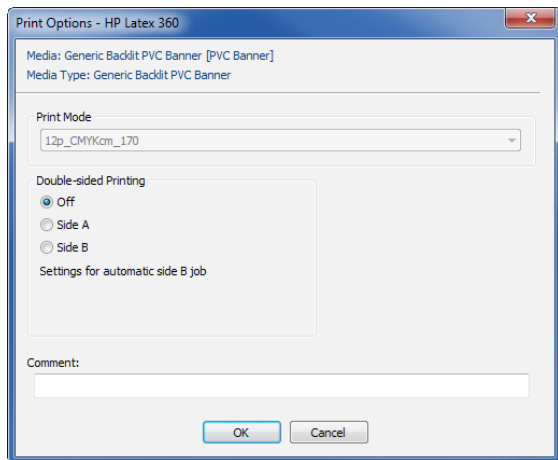 Print Options - HP Latex 360
Media: Generic Backlit PVC Banner [PVC Banner]
Media Type: Generic Backlit PVC Banner
Print Mode
12p_CMYKcm_170
Double-sided Printing
Off
Side A
Side B
Settings for automatic side B job
Comment:
OK Cancel